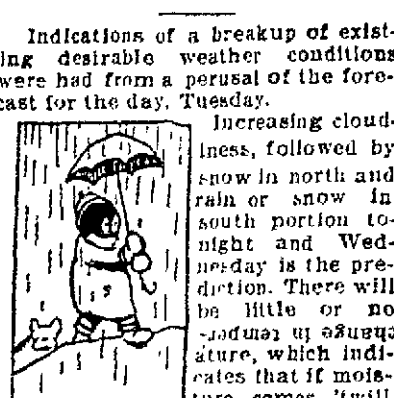 Indications of a breakup of exist-
ing desirable weather conditions
were had from a perusal of the fore-
cast for the day, Tuesday.
Increasing cloud-
iness, followed by
snow in north and
rain or snow in
south portion to-
night and Wed-
nesday is the pre-
diction. There will
be little or no
change in temper-
ature, which indi-
cates that if mois-
ture comes 'twill